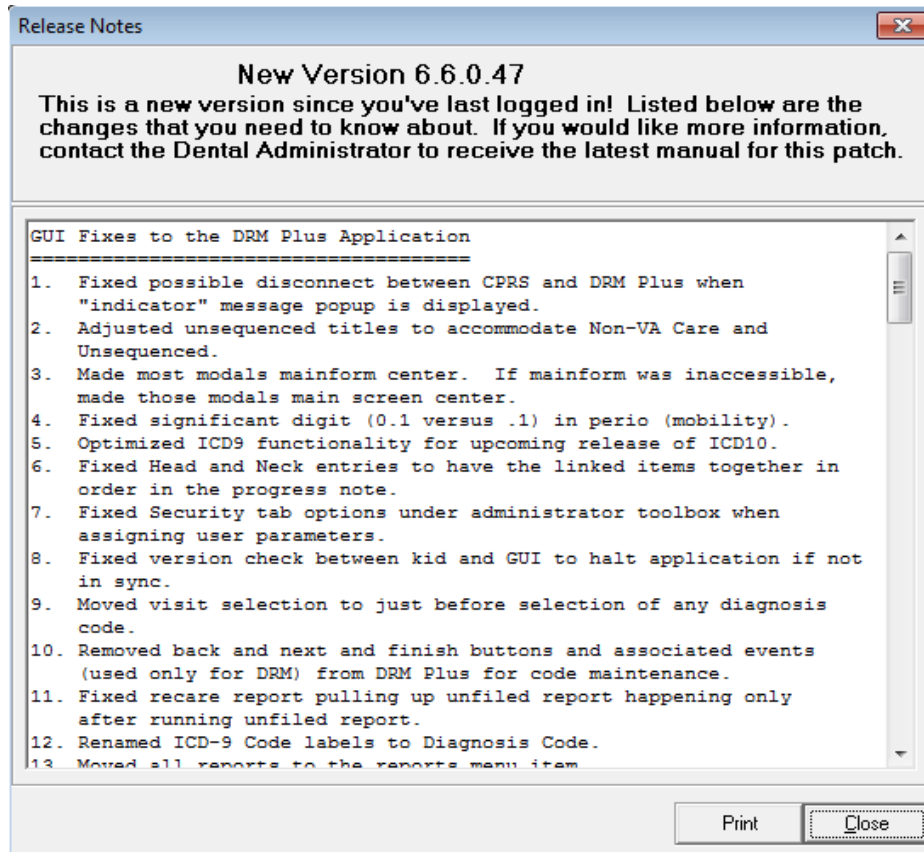 Release Notes
New Version 6.6.0.47
This is a new version since you've last logged in!  Listed below are the
changes that you need to know about.  If you would like more information,
contact the Dental Administrator to receive the latest manual for this patch.
GUI Fixes to the DRM Plus Application
=====================================
1.  Fixed possible disconnect between CPRS and DRM Plus when
"indicator" message popup is displayed.
2.  Adjusted unsequenced titles to accommodate Non-VA Care and
Unsequenced.
3.  Made most modals mainform center.  If mainform was inaccessible,
made those modals main screen center.
4.  Fixed significant digit (0.1 versus .1) in perio (mobility).
5.  Optimized ICD9 functionality for upcoming release of ICD10.
6.  Fixed Head and Neck entries to have the linked items together in
order in the progress note.
7.  Fixed Security tab options under administrator toolbox when
assigning user parameters.
8.  Fixed version check between kid and GUI to halt application if not
in sync.
9.  Moved visit selection to just before selection of any diagnosis
code.
10. Removed back and next and finish buttons and associated events
(used only for DRM) from DRM Plus for code maintenance.
11. Fixed recare report pulling up unfiled report happening only
after running unfiled report.
12. Renamed ICD-9 Code labels to Diagnosis Code.
13. Moved all reports to the reports menu item
Print
Close